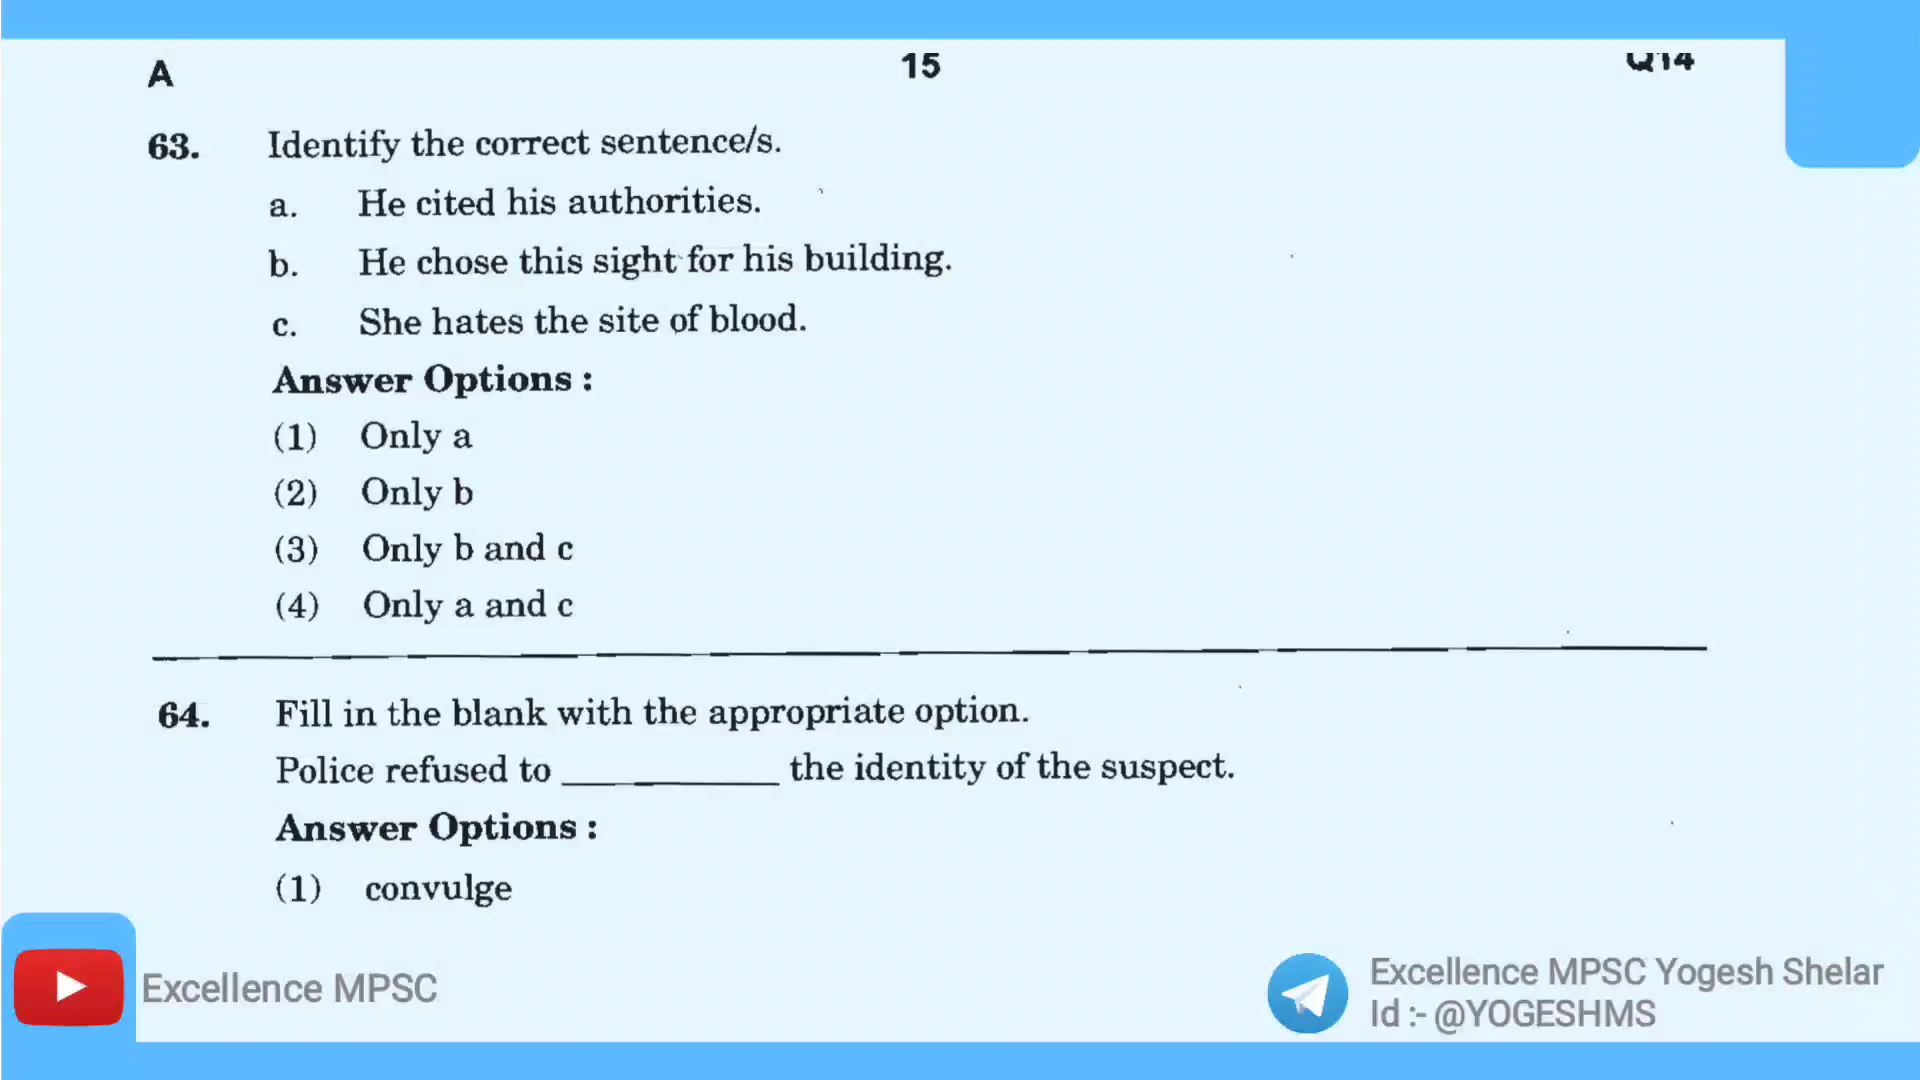 A 15 Q14
63. Identify the correct sentence/s.
a. He cited his authorities.
b. He chose this sight for his building.
c. She hates the site of blood.
Answer Options :
(1) Only a
(2) Only b
(3) Only b and c
(4) Only a and c
64. Fill in the blank with the appropriate option.
Police refused to __________ the identity of the suspect.
Answer Options :
(1) convulge
Excellence MPSC
Excellence MPSC Yogesh Shelar
Id :- @YOGESHMS